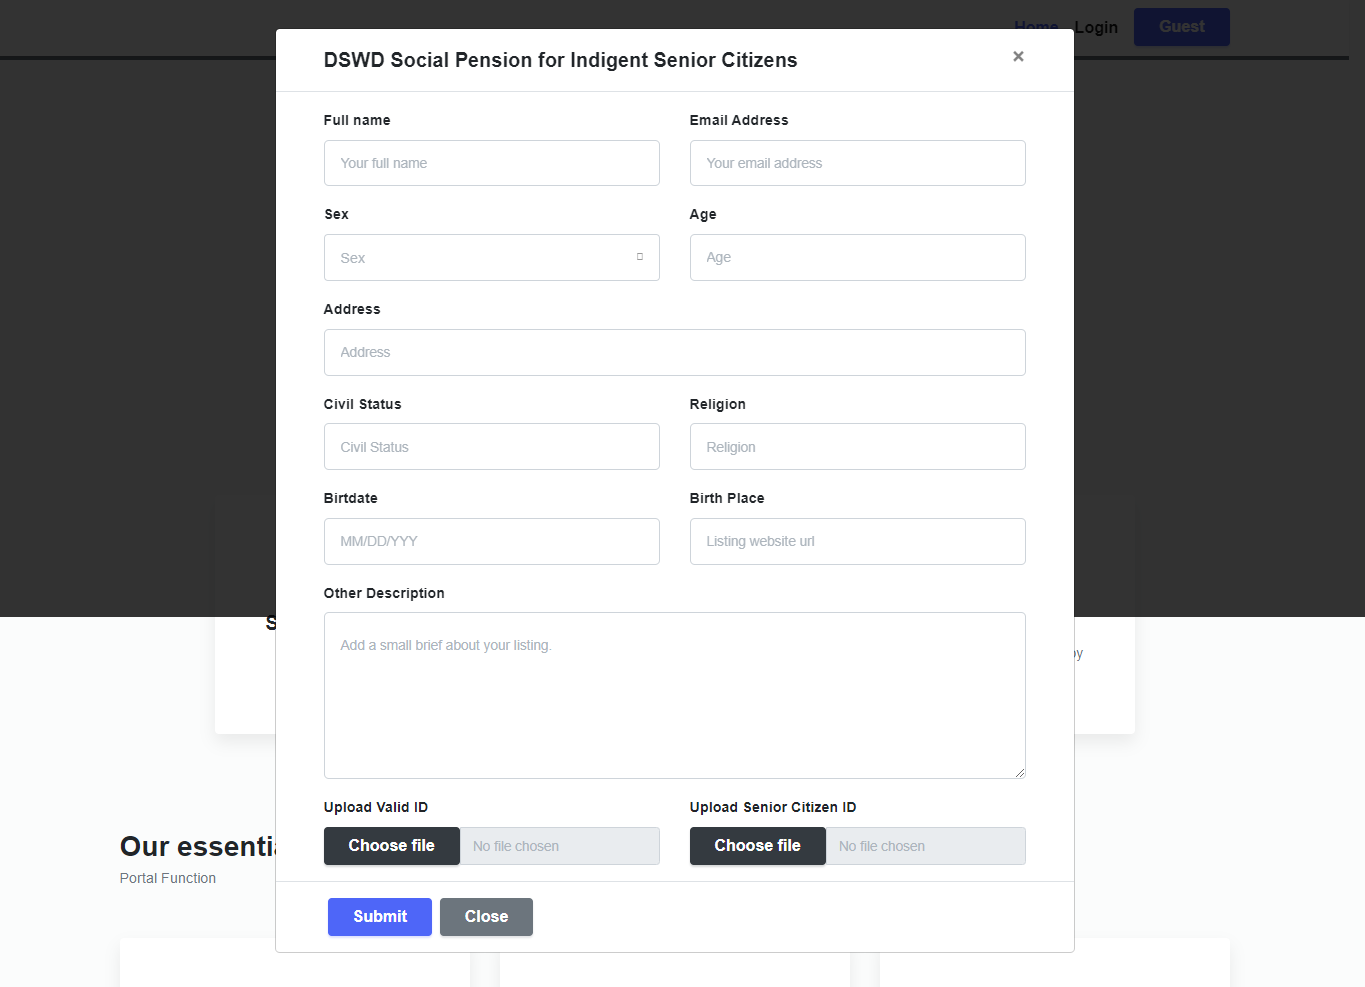 Home Login Guest
DSWD Social Pension for Indigent Senior Citizens ×
Full name Email Address
Your full name Your email address
Sex Age
Sex Age
Address
Address
Civil Status Religion
Civil Status Religion
Birtdate Birth Place
MM/DD/YYY Listing website url
Other Description
S
Add a small brief about your listing.
Upload Valid ID Upload Senior Citizen ID
Choose file No file chosen Choose file No file chosen
Our essentia
Portal Function
Submit Close